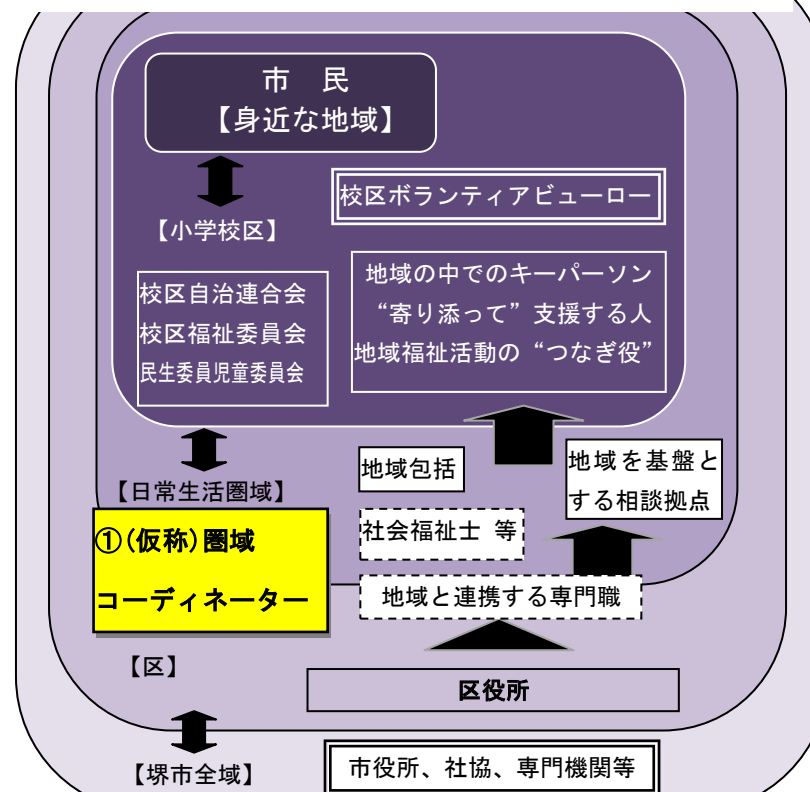 市　民
【身近な地域】
校区ボランティアビューロー
【小学校区】
校区自治連合会
校区福祉委員会
民生委員児童委員会
地域の中でのキーパーソン
“寄り添って”支援する人
地域福祉活動の“つなぎ役”
【日常生活圏域】
地域包括
地域を基盤と
する相談拠点
①(仮称)圏域
コーディネーター
社会福祉士 等
地域と連携する専門職
【区】
区役所
【堺市全域】
市役所、社協、専門機関等